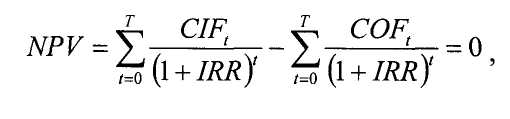 NPV = \sum_{t=0}^{T} \frac{CIF_t}{(1 + IRR)^t} - \sum_{t=0}^{T} \frac{COF_t}{(1 + IRR)^t} = 0 ,